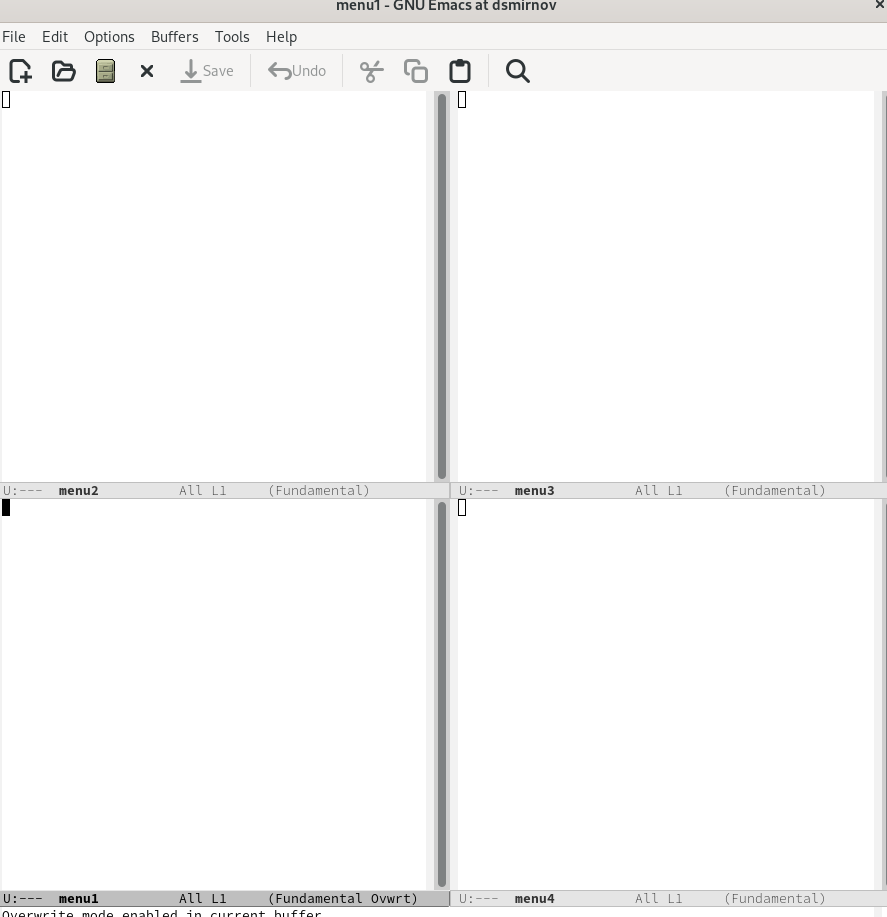 menu1 - GNU Emacs at dsmirnov
File Edit Options Buffers Tools Help
Save Undo
U:--- menu2 All L1 (Fundamental)
U:--- menu3 All L1 (Fundamental)
U:--- menu1 All L1 (Fundamental Ovwrt)
U:--- menu4 All L1 (Fundamental)
Overwrite mode enabled in current buffer